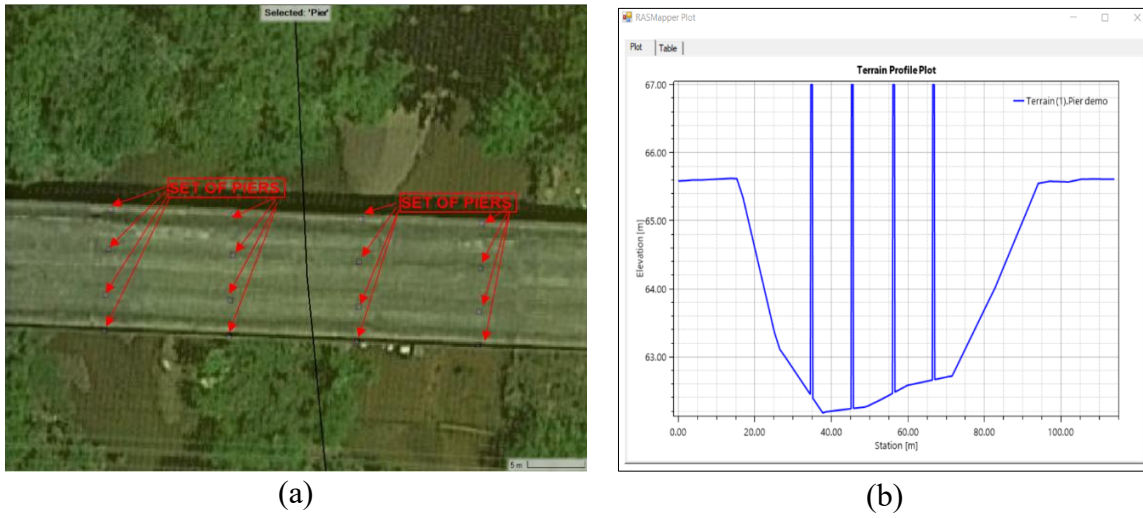 Selected: 'Pier'
SET OF PIERS
SET OF PIERS
5 m
(a)
RASMapper Plot
Plot
Table
Terrain Profile Plot
67.00
66.00
65.00
64.00
63.00
Elevation [m]
Terrain (1).Pier demo
0.00 20.00 40.00 60.00 80.00 100.00
Station [m]
(b)